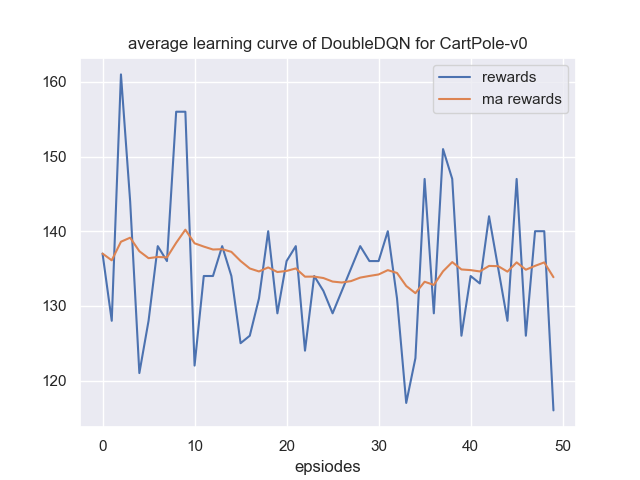 average learning curve of DoubleDQN for CartPole-v0
rewards
ma rewards
160
150
140
130
120
0 10 20 30 40 50
epsiodes